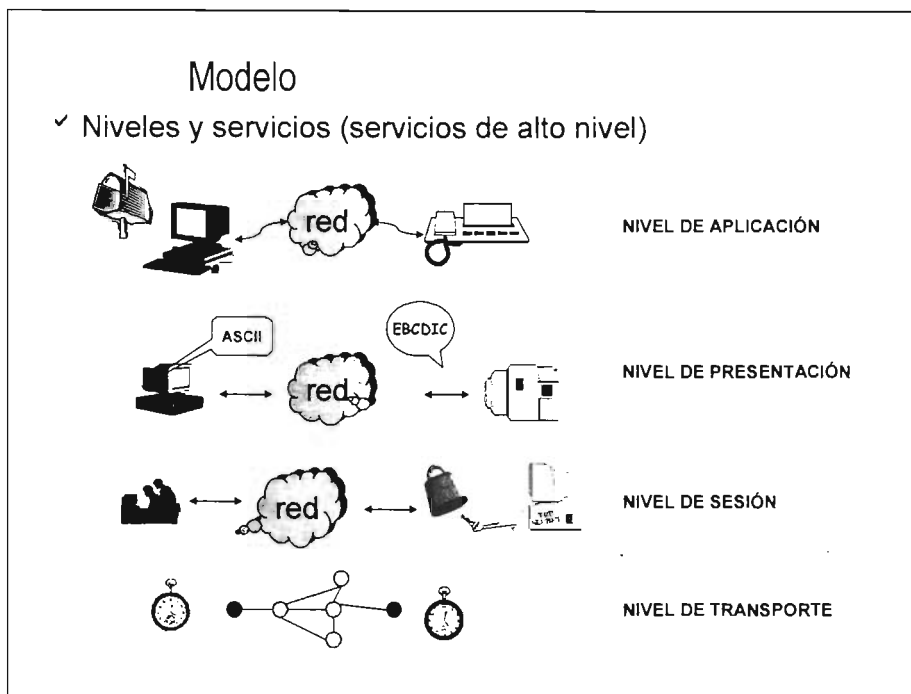 Modelo
✓ Niveles y servicios (servicios de alto nivel)
red
NIVEL DE APLICACIÓN
ASCII
EBCDIC
red
NIVEL DE PRESENTACIÓN
red
NIVEL DE SESIÓN
NIVEL DE TRANSPORTE